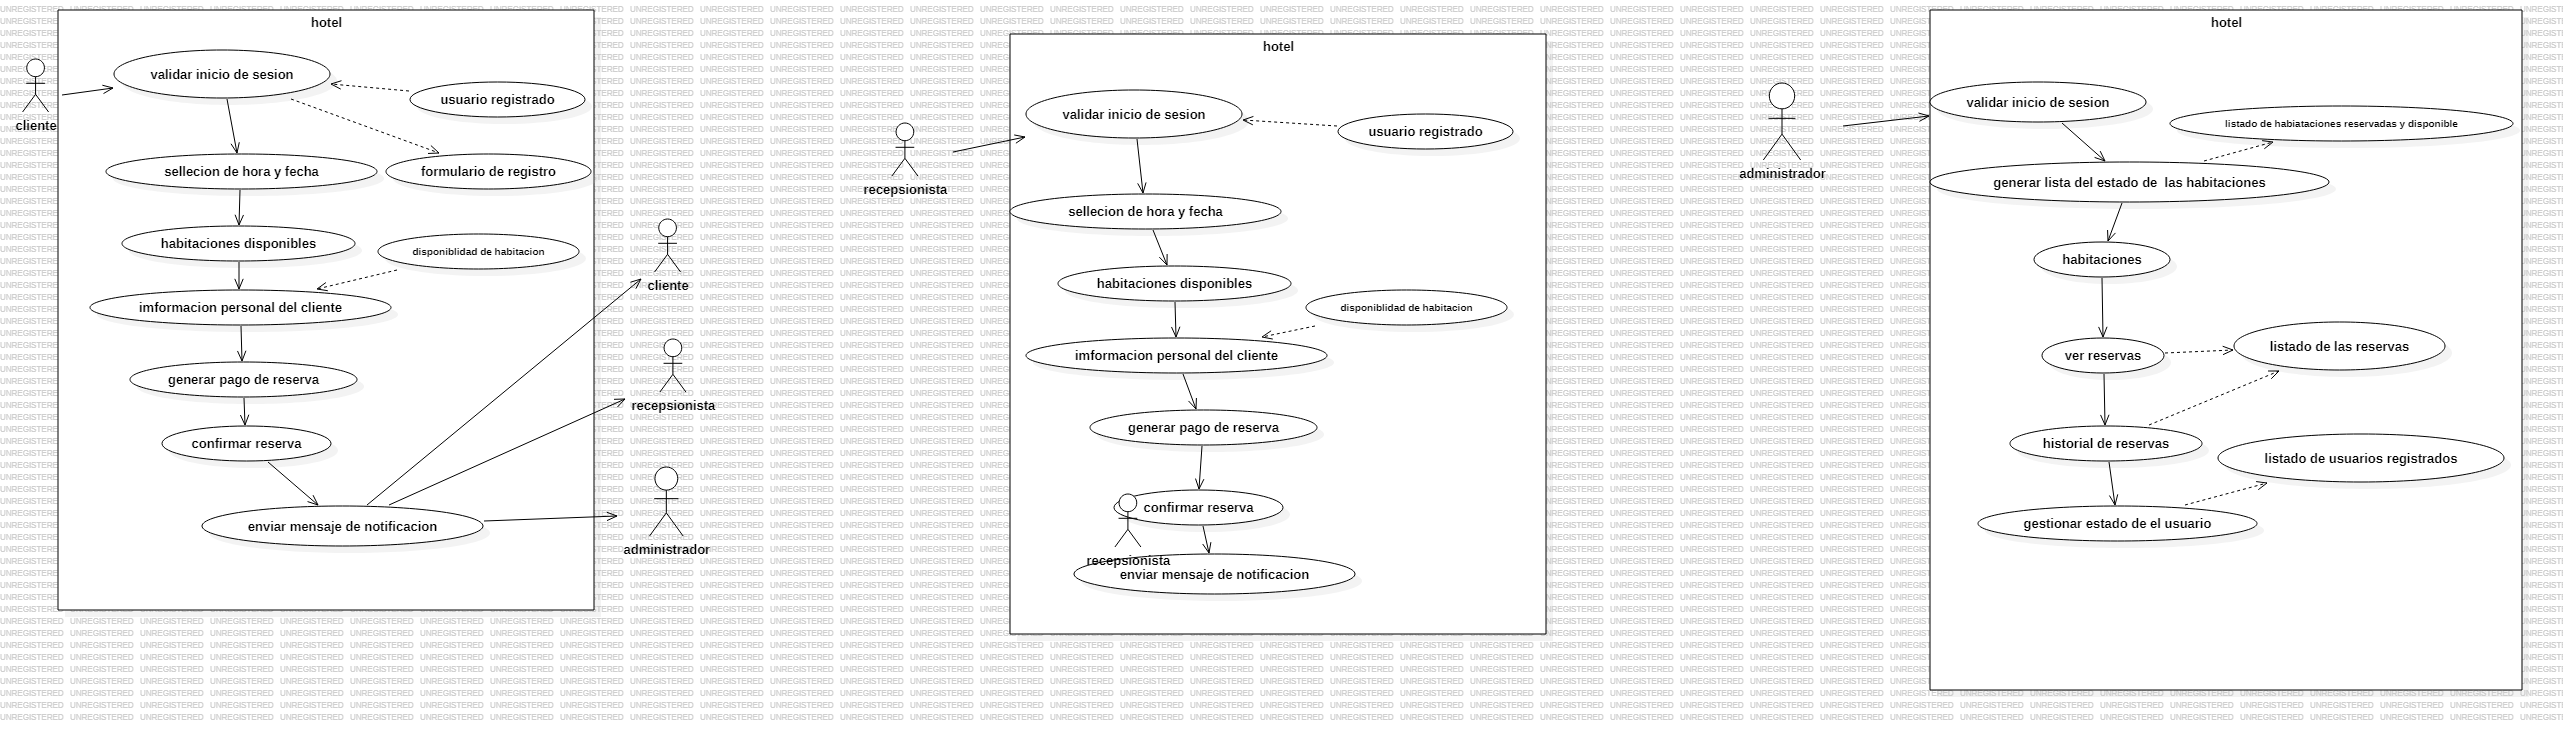 hotel
validar inicio de sesion
usuario registrado
cliente
sellecion de hora y fecha
formulario de registro
habitaciones disponibles
disponiblidad de habitacion
imformacion personal del cliente
generar pago de reserva
confirmar reserva
enviar mensaje de notificacion
cliente
recepsionista
administrador
hotel
validar inicio de sesion
usuario registrado
recepsionista
sellecion de hora y fecha
habitaciones disponibles
disponiblidad de habitacion
imformacion personal del cliente
generar pago de reserva
confirmar reserva
recepsionista
enviar mensaje de notificacion
hotel
validar inicio de sesion
listado de habiataciones reservadas y disponible
administrador
generar lista del estado de  las habitaciones
habitaciones
ver reservas
listado de las reservas
historial de reservas
listado de usuarios registrados
gestionar estado de el usuario
UNREGISTERED